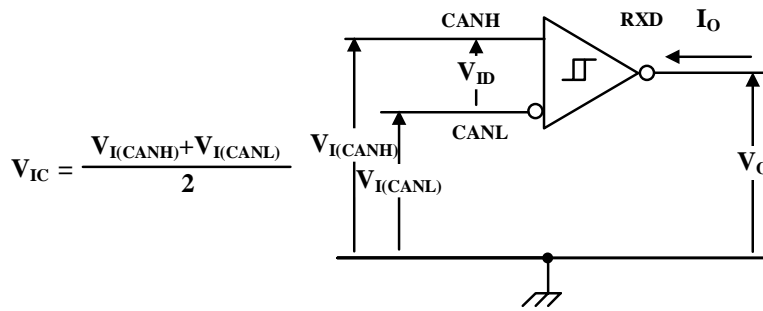 CANH
RXD
I_O
V_ID
CANL
V_IC = (V_I(CANH)+V_I(CANL))/2
V_I(CANH)
V_I(CANL)
V_O